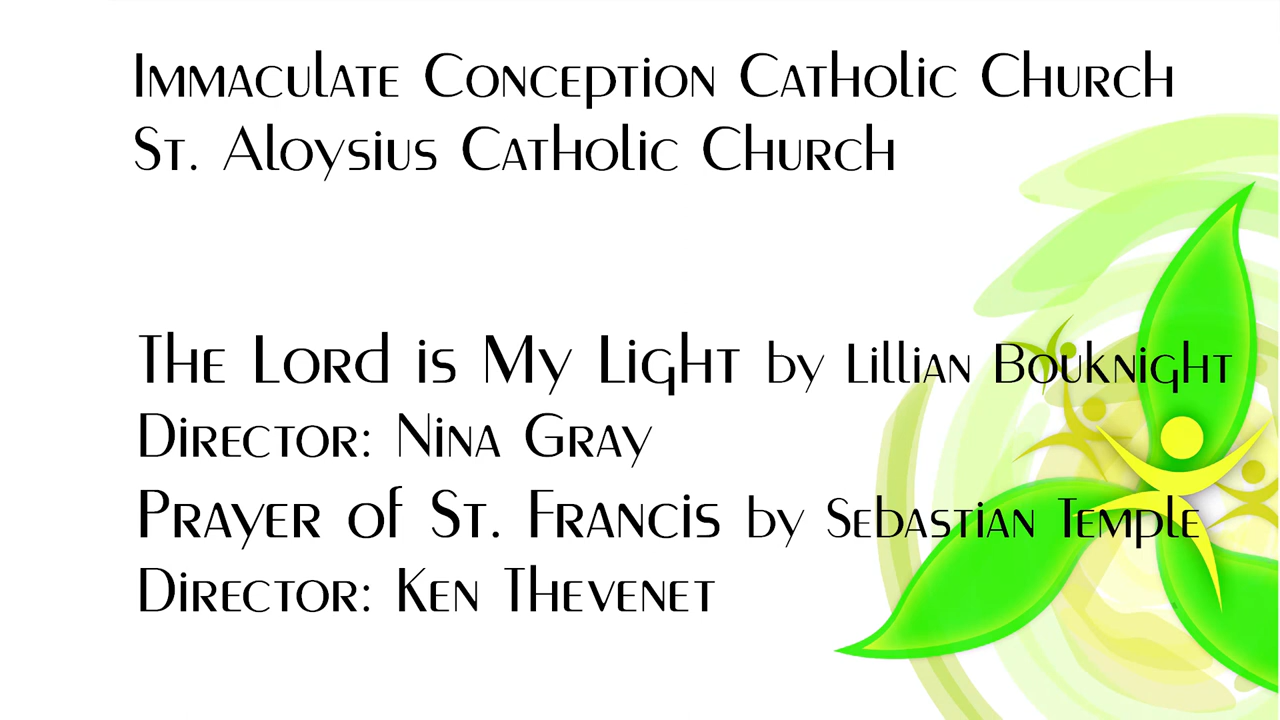 Immaculate Conception Catholic Church
St. Aloysius Catholic Church
The Lord is My Light by Lillian Bouknight
Director: Nina Gray
Prayer of St. Francis by Sebastian Temple
Director: Ken Thevenet